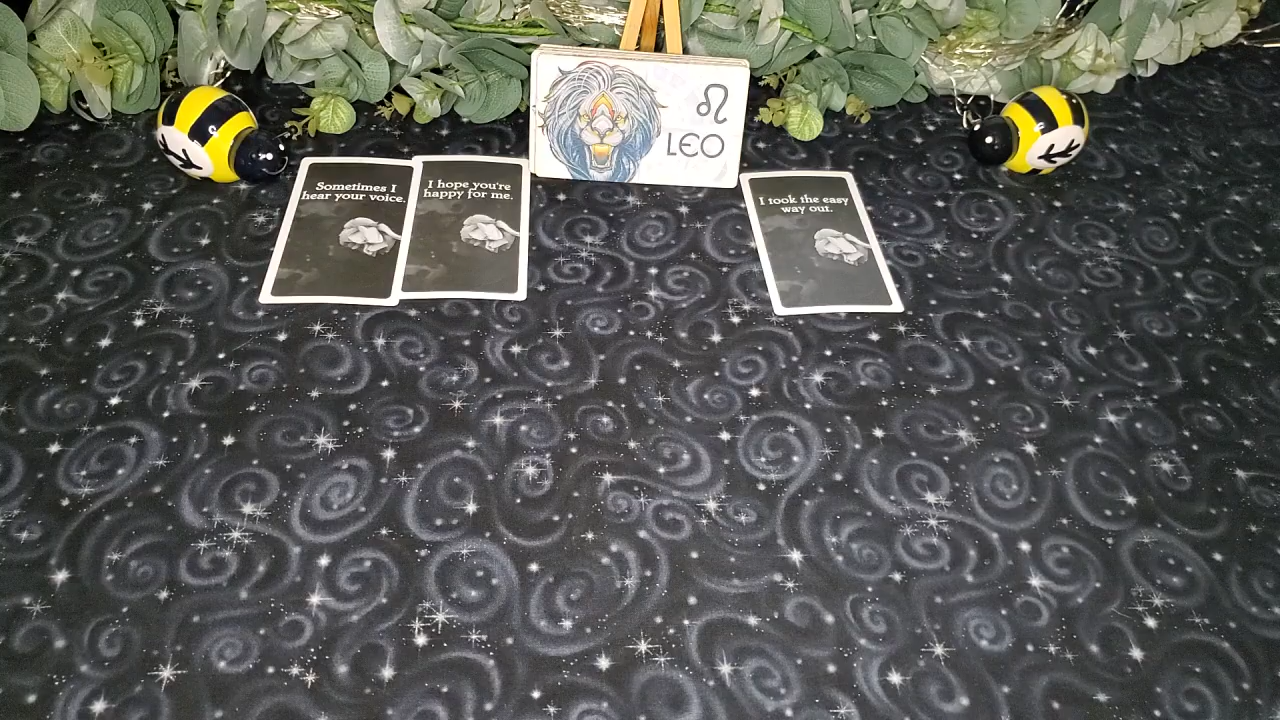 ♌
LEO
Sometimes I
hear your voice.
I hope you're
happy for me.
I took the easy
way out.